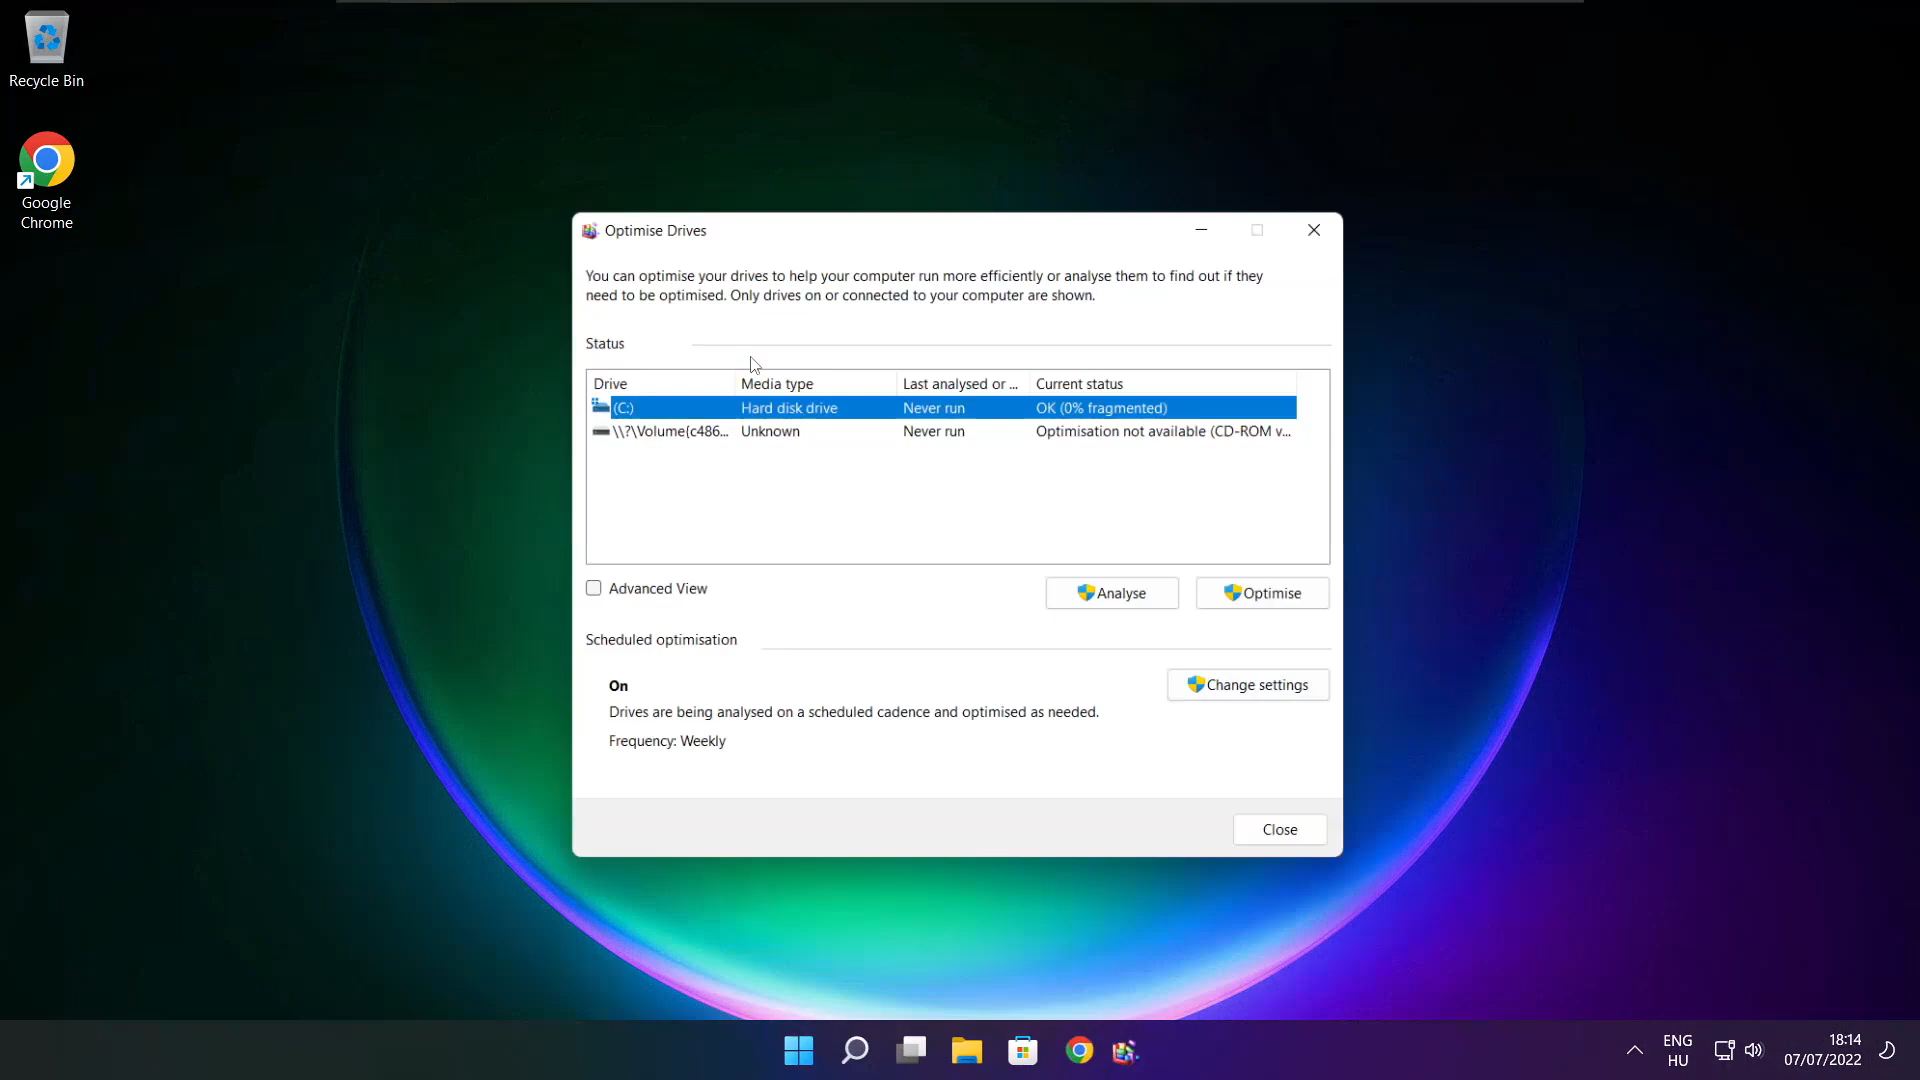 Recycle Bin
Google
Chrome
Optimise Drives
You can optimise your drives to help your computer run more efficiently or analyse them to find out if they
need to be optimised. Only drives on or connected to your computer are shown.
Status
Drive Media type Last analysed or ... Current status
(C:) Hard disk drive Never run OK (0% fragmented)
\\?\Volume{c486... Unknown Never run Optimisation not available (CD-ROM v...
Advanced View
Analyse
Optimise
Scheduled optimisation
On
Change settings
Drives are being analysed on a scheduled cadence and optimised as needed.
Frequency: Weekly
Close
ENG
HU
18:14
07/07/2022